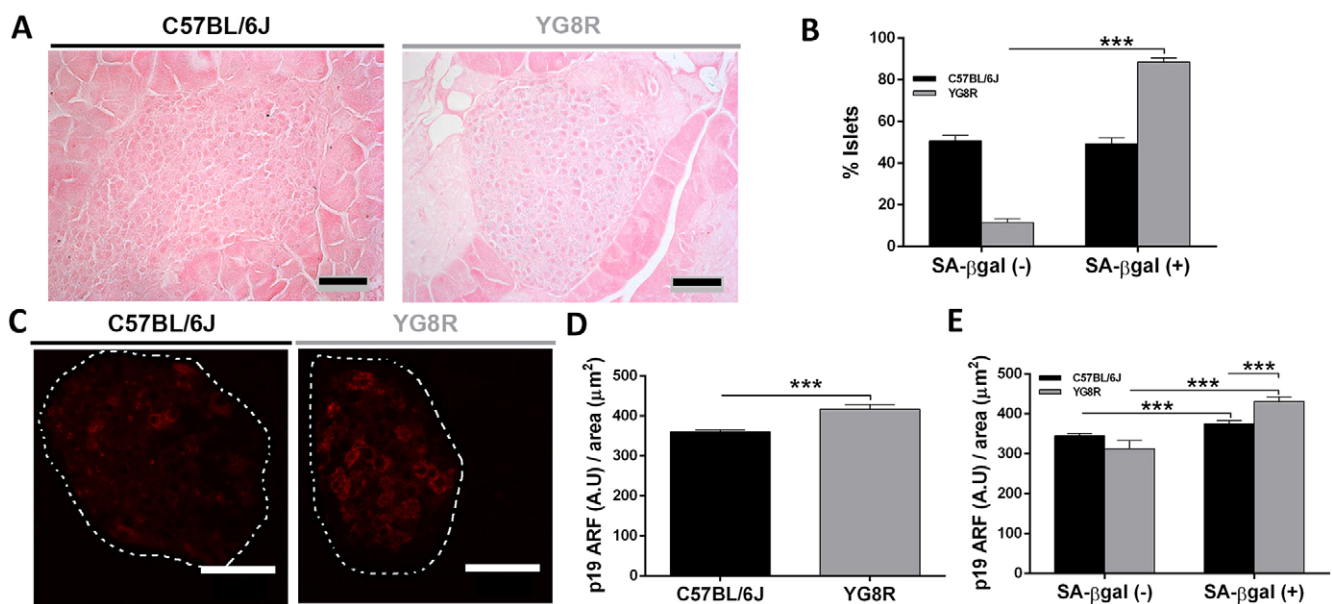 A
C57BL/6J
YG8R
B
% Islets
100
80
60
40
20
0
C57BL/6J
YG8R
***
SA-βgal (-)
SA-βgal (+)
C
C57BL/6J
YG8R
D
p19 ARF (A.U) / area (μm²)
500
400
300
200
100
0
***
C57BL/6J
YG8R
E
p19 ARF (A.U) / area (μm²)
500
400
300
200
100
0
C57BL/6J
YG8R
***
***
***
SA-βgal (-)
SA-βgal (+)